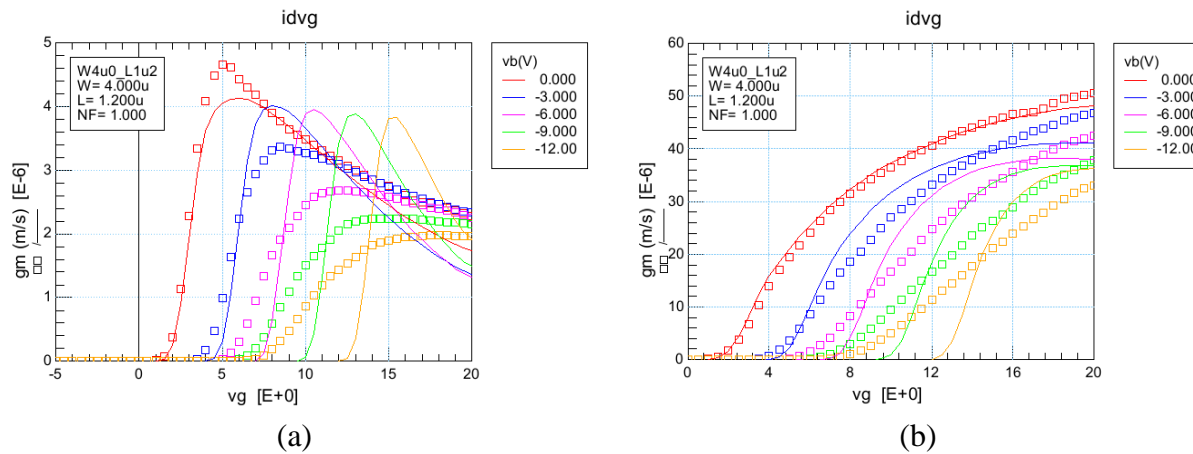 idvg
5
4
3
2
1
0
-5
0
5
10
15
20
gm (m/s) [E-6]
□□ /
vg [E+0]
W4u0_L1u2
W= 4.000u
L= 1.200u
NF= 1.000
vb(V)
0.000
-3.000
-6.000
-9.000
-12.00
(a)
idvg
60
50
40
30
20
10
0
0
4
8
12
16
20
gm (m/s) [E-6]
□□ /
vg [E+0]
W4u0_L1u2
W= 4.000u
L= 1.200u
NF= 1.000
vb(V)
0.000
-3.000
-6.000
-9.000
-12.00
(b)